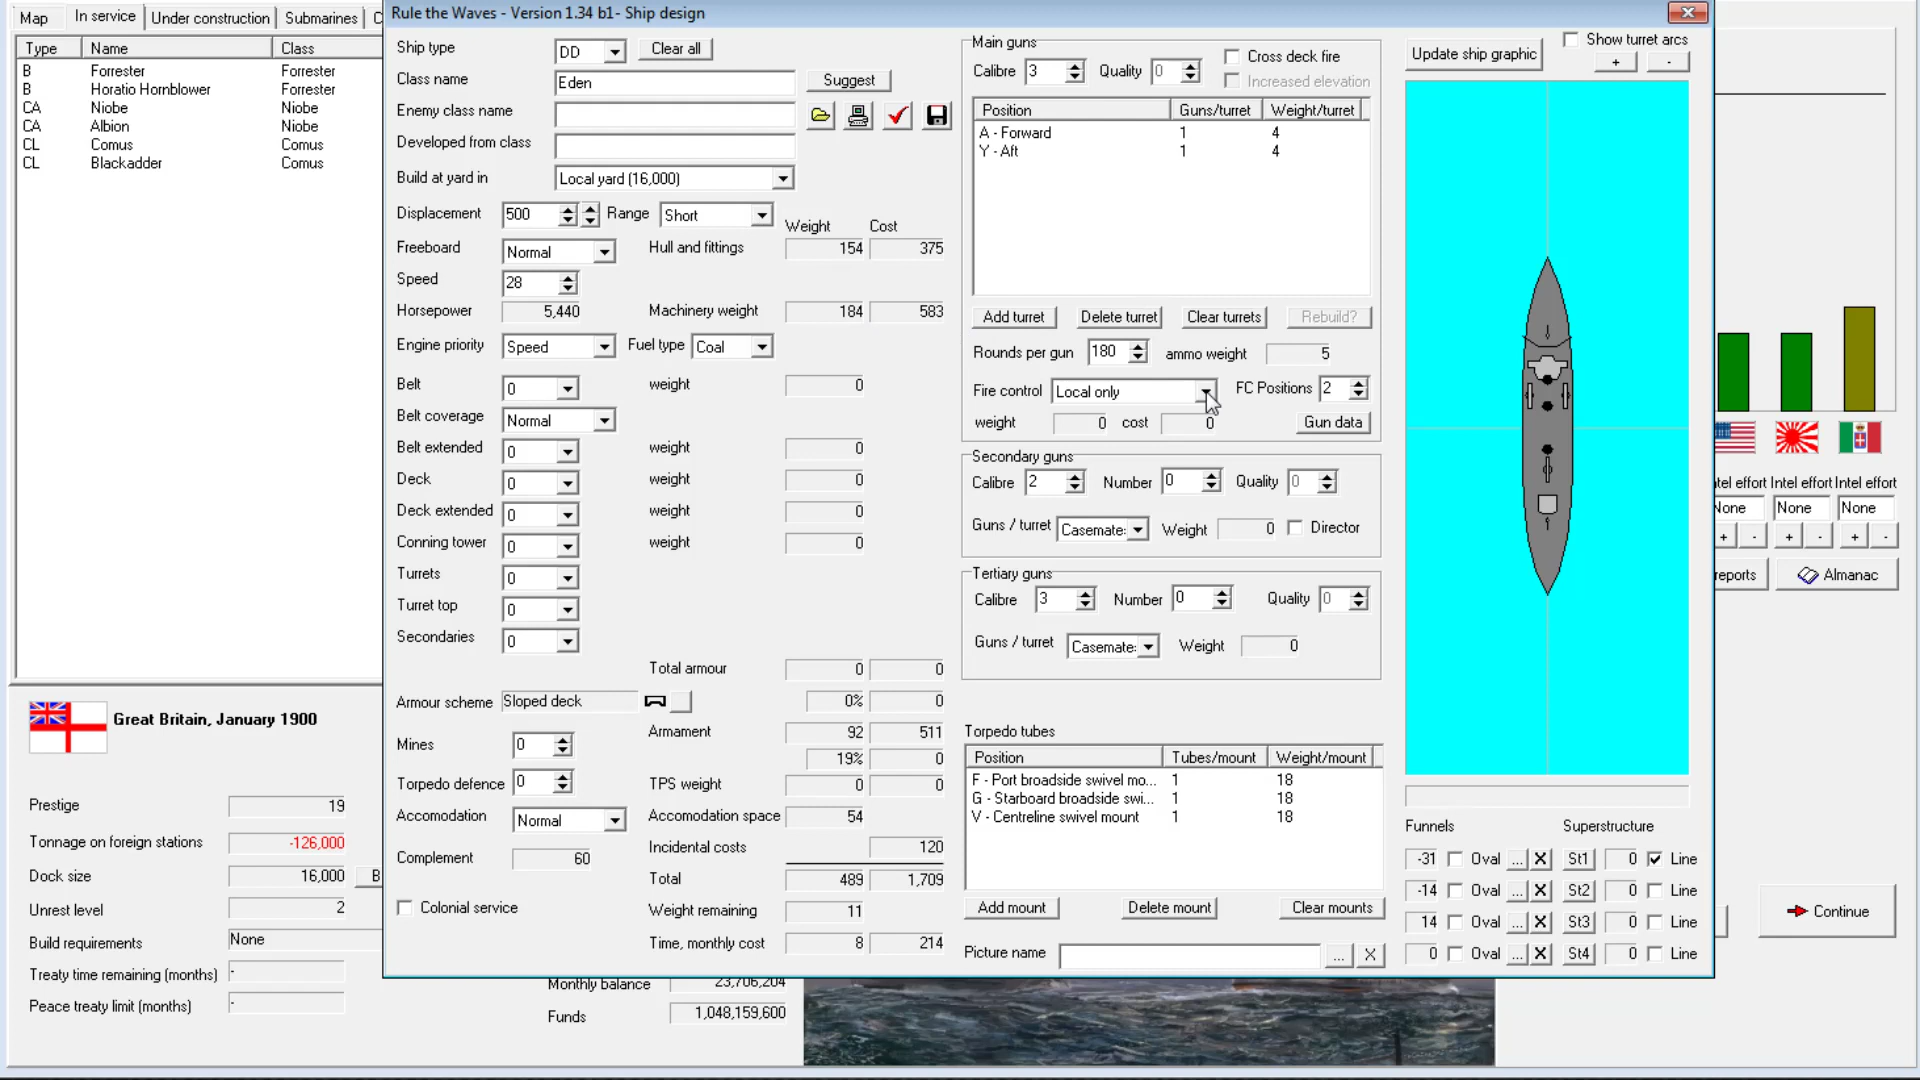 Rule the Waves - Version 1.34 b1- Ship design
Map
In service
Under construction
Submarines
C
Type Name Class
B Forrester Forrester
B Horatio Hornblower Forrester
CA Niobe Niobe
CA Albion Niobe
CL Comus Comus
CL Blackadder Comus
Ship type DD Clear all
Class name Eden Suggest
Enemy class name
Developed from class
Build at yard in Local yard (16,000)
Displacement 500 Range Short
Weight Cost
Freeboard Normal Hull and fittings 154 375
Speed 28
Horsepower 5,440 Machinery weight 184 583
Engine priority Speed Fuel type Coal
Belt 0 weight 0
Belt coverage Normal
Belt extended 0 weight 0
Deck 0 weight 0
Deck extended 0 weight 0
Conning tower 0 weight 0
Turrets 0
Turret top 0
Secondaries 0
Total armour 0 0
Armour scheme Sloped deck 0% 0
Armament 92 511
Mines 0 19% 0
Torpedo defence 0 TPS weight 0 0
Accomodation Normal Accomodation space 54
Incidental costs 120
Complement 60
Total 489 1,709
Colonial service Weight remaining 11
Time, monthly cost 8 214
Main guns
Calibre 3 Quality 0 Cross deck fire
Increased elevation
Position Guns/turret Weight/turret
A - Forward 1 4
Y - Aft 1 4
Add turret Delete turret Clear turrets Rebuild?
Rounds per gun 180 ammo weight 5
Fire control Local only FC Positions 2
weight 0 cost 0 Gun data
Secondary guns
Calibre 2 Number 0 Quality 0
Guns / turret Casemate: Weight 0 Director
Tertiary guns
Calibre 3 Number 0 Quality 0
Guns / turret Casemate: Weight 0
Torpedo tubes
Position Tubes/mount Weight/mount
F - Port broadside swivel mo... 1 18
G - Starboard broadside swi... 1 18
V - Centreline swivel mount 1 18
Add mount Delete mount Clear mounts
Picture name ... X
Update ship graphic Show turret arcs
+ -
Funnels Superstructure
-31 Oval ... X St1 0 Line
-14 Oval ... X St2 0 Line
14 Oval ... X St3 0 Line
0 Oval ... X St4 0 Line
Great Britain, January 1900
Prestige 19
Tonnage on foreign stations -126,000
Dock size 16,000 B
Unrest level 2
Build requirements None
Treaty time remaining (months) -
Peace treaty limit (months) -
Monthly balance 23,706,204
Funds 1,048,159,600
tel effort Intel effort Intel effort
None None None
+ - + - + -
reports Almanac
Continue